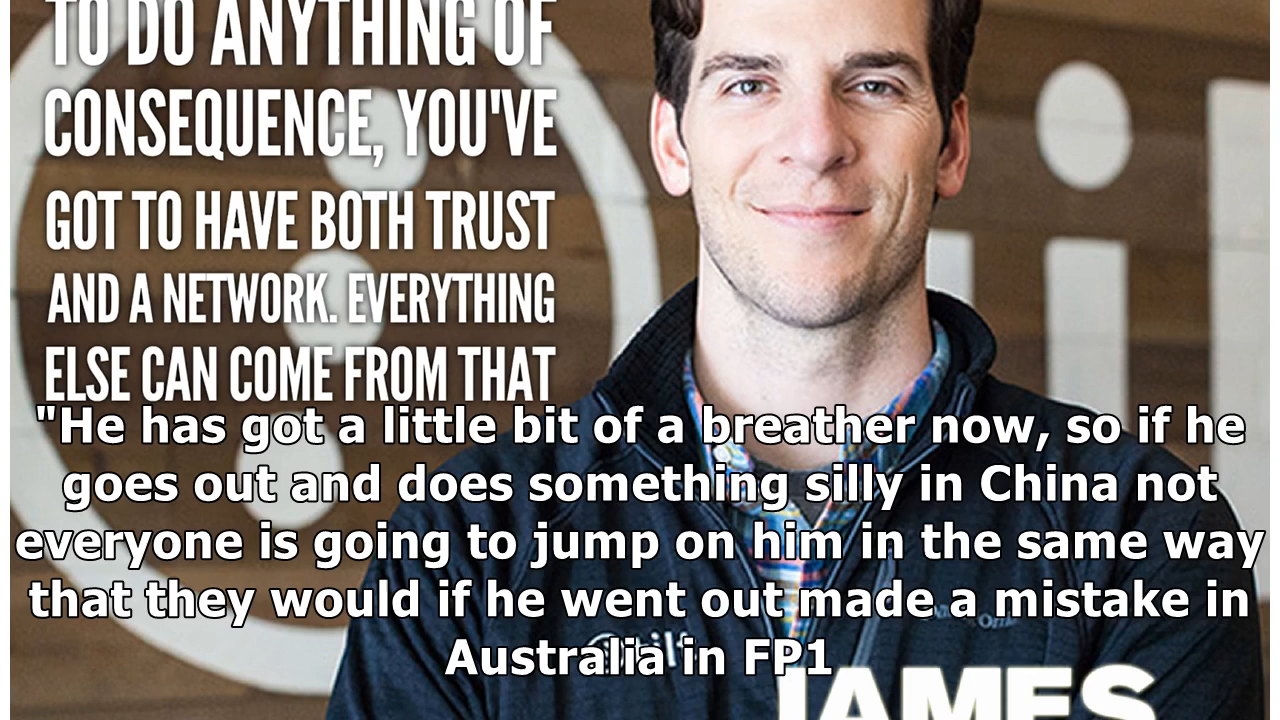 TO DO ANYTHING OF
CONSEQUENCE, YOU'VE
GOT TO HAVE BOTH TRUST
AND A NETWORK. EVERYTHING
ELSE CAN COME FROM THAT
"He has got a little bit of a breather now, so if he
goes out and does something silly in China not
everyone is going to jump on him in the same way
that they would if he went out made a mistake in
Australia in FP1
JAMES